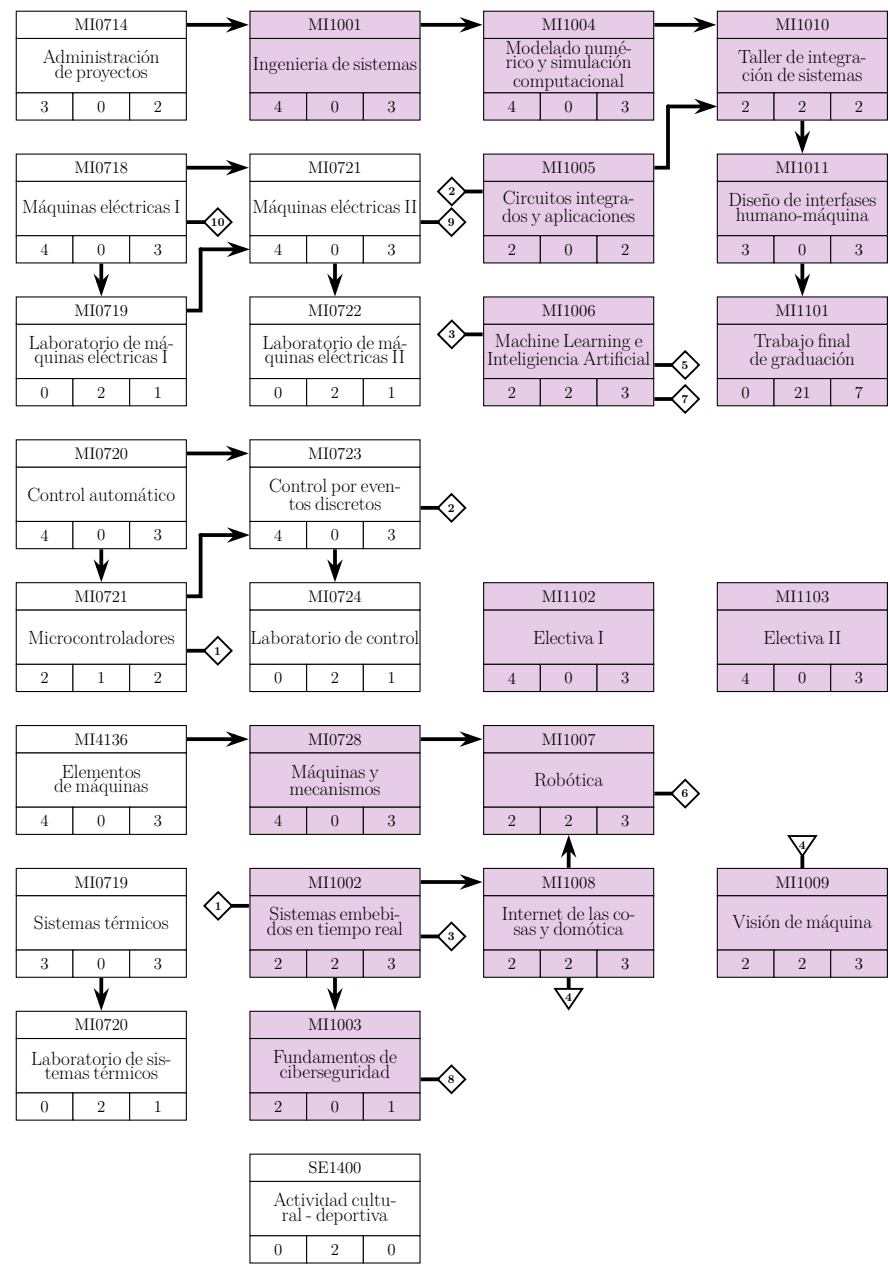 MI0714
Administración
de proyectos
3 0 2
MI1001
Ingenieria de sistemas
4 0 3
MI1004
Modelado numé-
rico y simulación
computacional
4 0 3
MI1010
Taller de integra-
ción de sistemas
2 2 2
MI0718
Máquinas eléctricas I
4 0 3
10
MI0721
Máquinas eléctricas II
4 0 3
9
2
MI1005
Circuitos integra-
dos y aplicaciones
2 0 2
MI1011
Diseño de interfases
humano-máquina
3 0 3
MI0719
Laboratorio de má-
quinas eléctricas I
0 2 1
MI0722
Laboratorio de má-
quinas eléctricas II
0 2 1
3
MI1006
Machine Learning e
Inteligiencia Artificial
2 2 3
5
7
MI1101
Trabajo final
de graduación
0 21 7
MI0720
Control automático
4 0 3
MI0723
Control por even-
tos discretos
4 0 3
2
MI0721
Microcontroladores
2 1 2
1
MI0724
Laboratorio de control
0 2 1
MI1102
Electiva I
4 0 3
MI1103
Electiva II
4 0 3
MI4136
Elementos
de máquinas
4 0 3
MI0728
Máquinas y
mecanismos
4 0 3
MI1007
Robótica
2 2 3
6
MI0719
Sistemas térmicos
3 0 3
1
MI1002
Sistemas embebi-
dos en tiempo real
2 2 3
3
MI1008
Internet de las co-
sas y domótica
2 2 3
4
4
MI1009
Visión de máquina
2 2 3
MI0720
Laboratorio de sis-
temas térmicos
0 2 1
MI1003
Fundamentos de
ciberseguridad
2 0 1
8
SE1400
Actividad cultu-
ral - deportiva
0 2 0